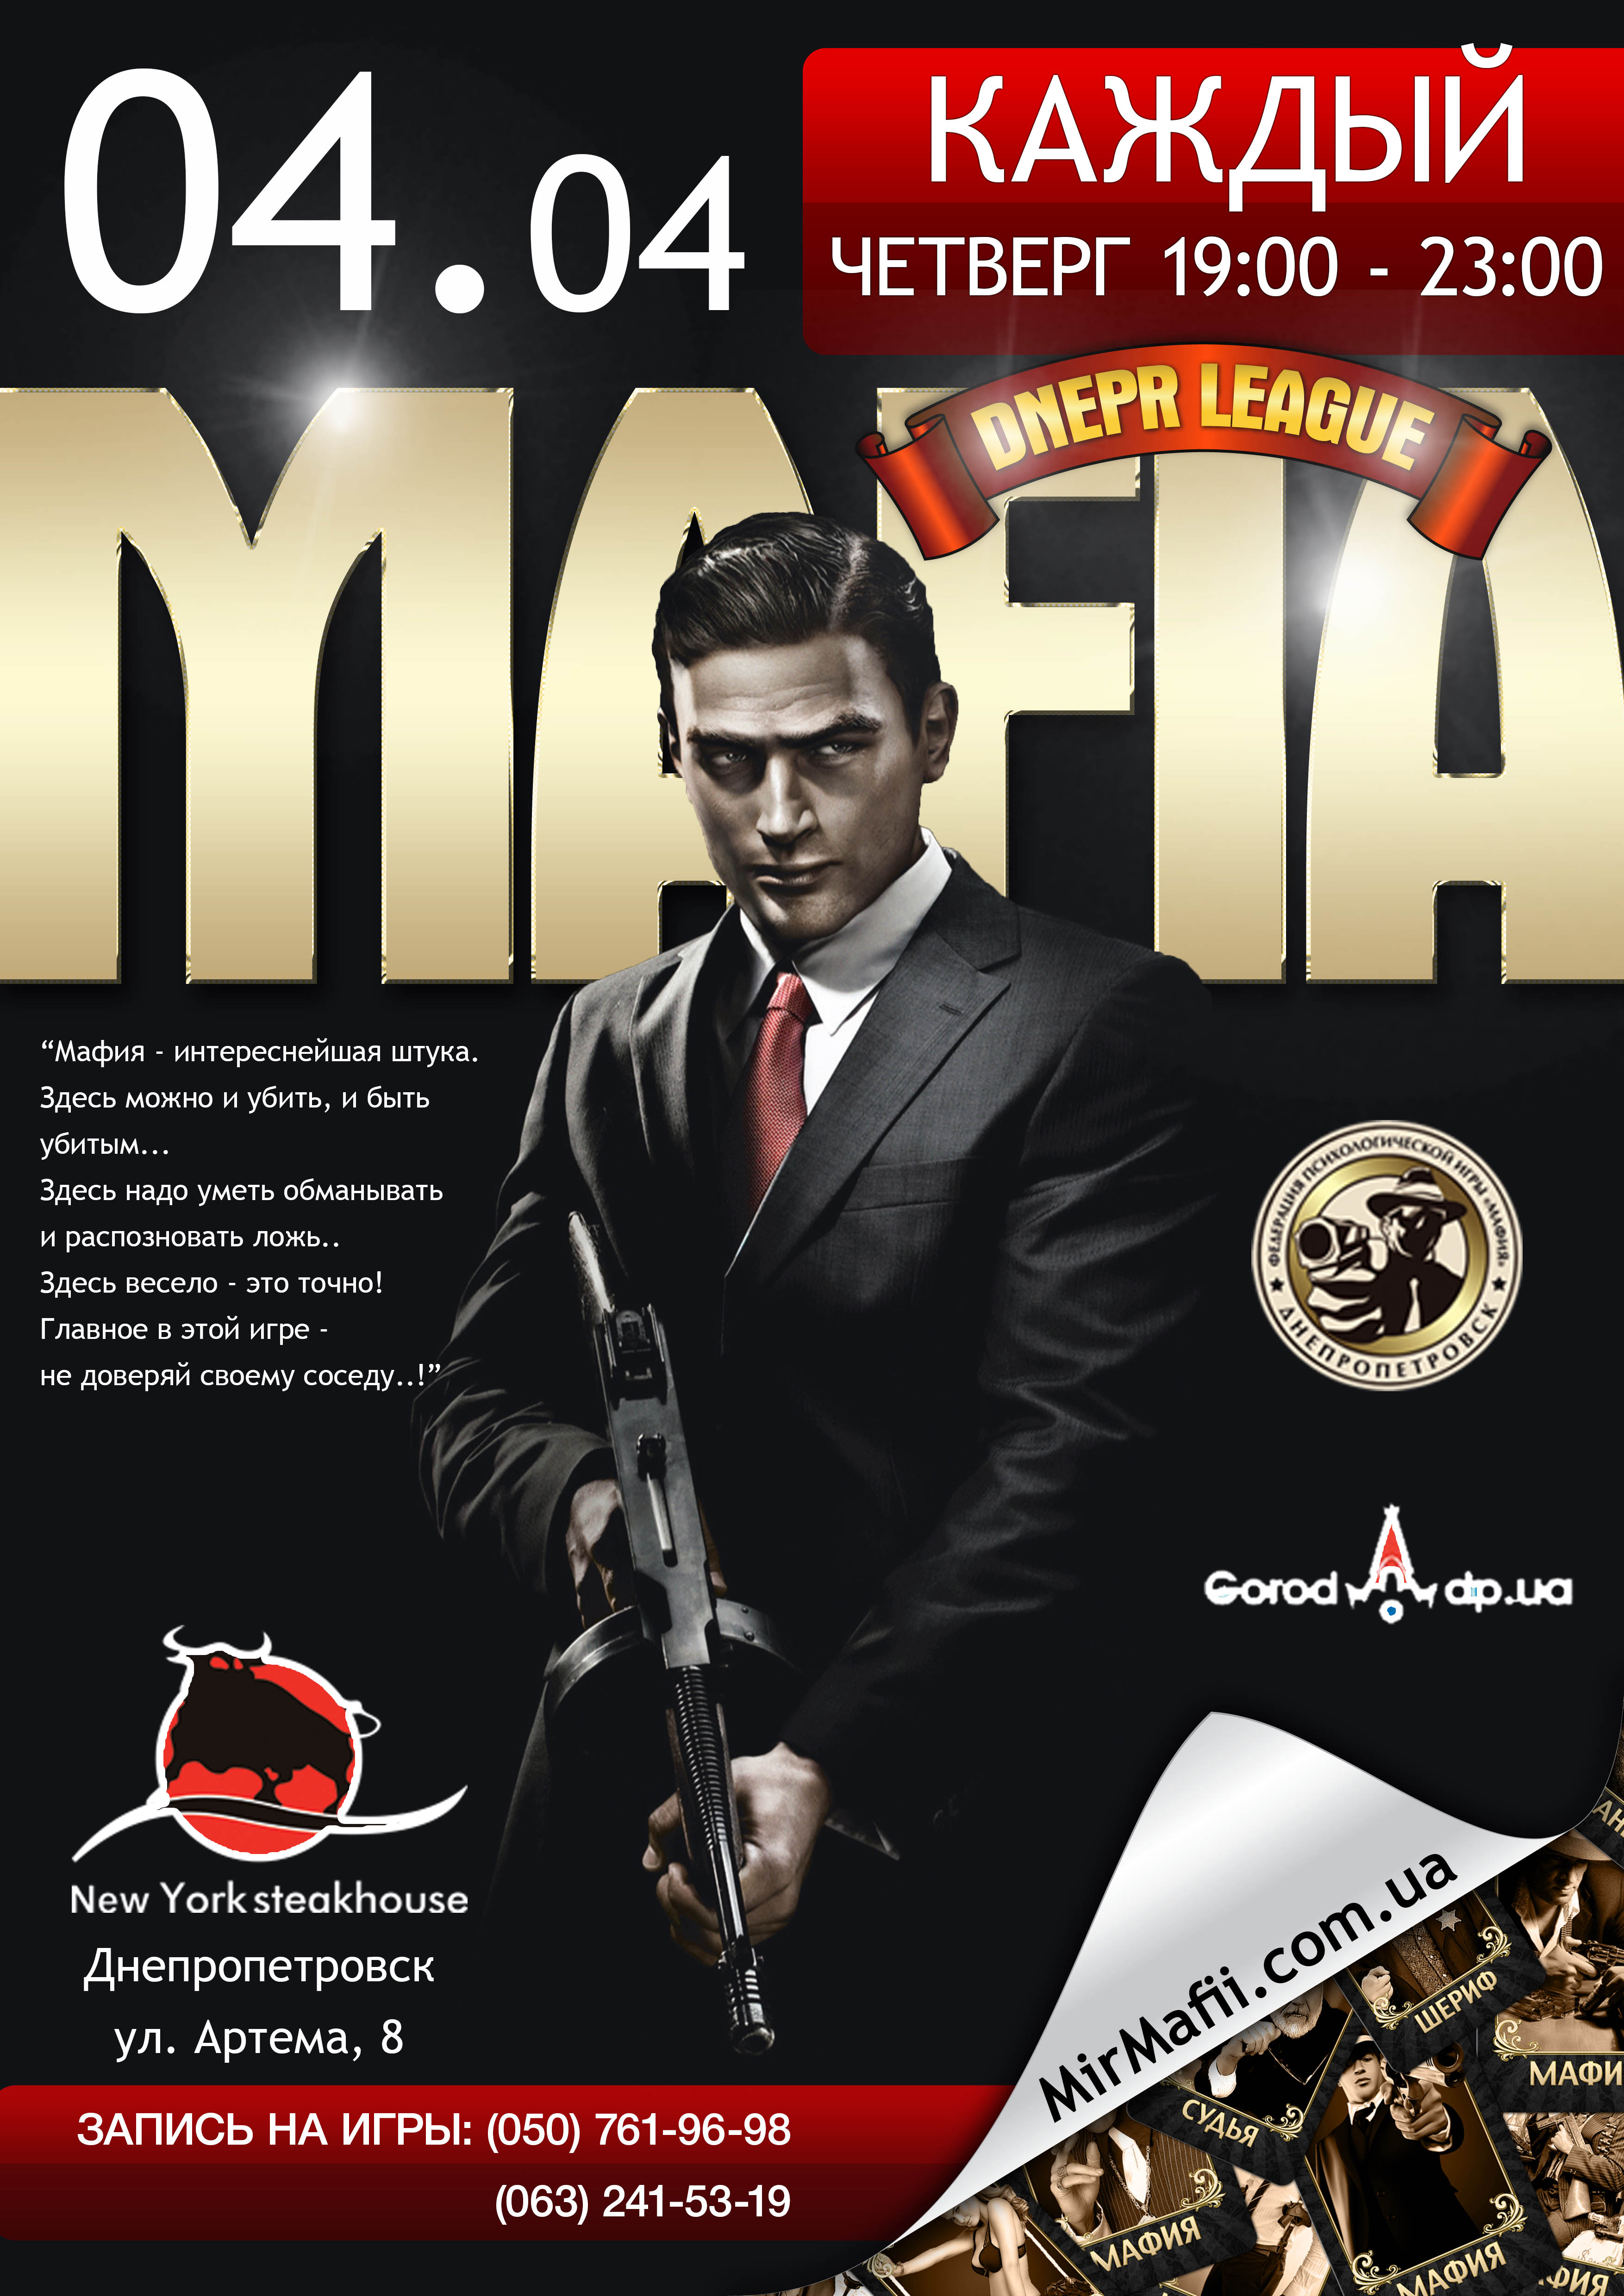 04.04
КАЖДЫЙ
ЧЕТВЕРГ 19:00 - 23:00
DNEPR LEAGUE
MAFIA
“Мафия - интереснейшая штука.
Здесь можно и убить, и быть
убитым...
Здесь надо уметь обманывать
и распозновать ложь..
Здесь весело - это точно!
Главное в этой игре -
не доверяй своему соседу..!”
ФЕДЕРАЦИЯ ПСИХОЛОГИЧЕСКОЙ ИГРЫ «МАФИЯ»
ДНЕПРОПЕТРОВСК
Gorod dp.ua
New York steakhouse
Днепропетровск
ул. Артема, 8
ЗАПИСЬ НА ИГРЫ: (050) 761-96-98
(063) 241-53-19
MirMafii.com.ua
ШЕРИФ
МАФИ
СУДЬЯ
МАФИЯ
МАФИЯ